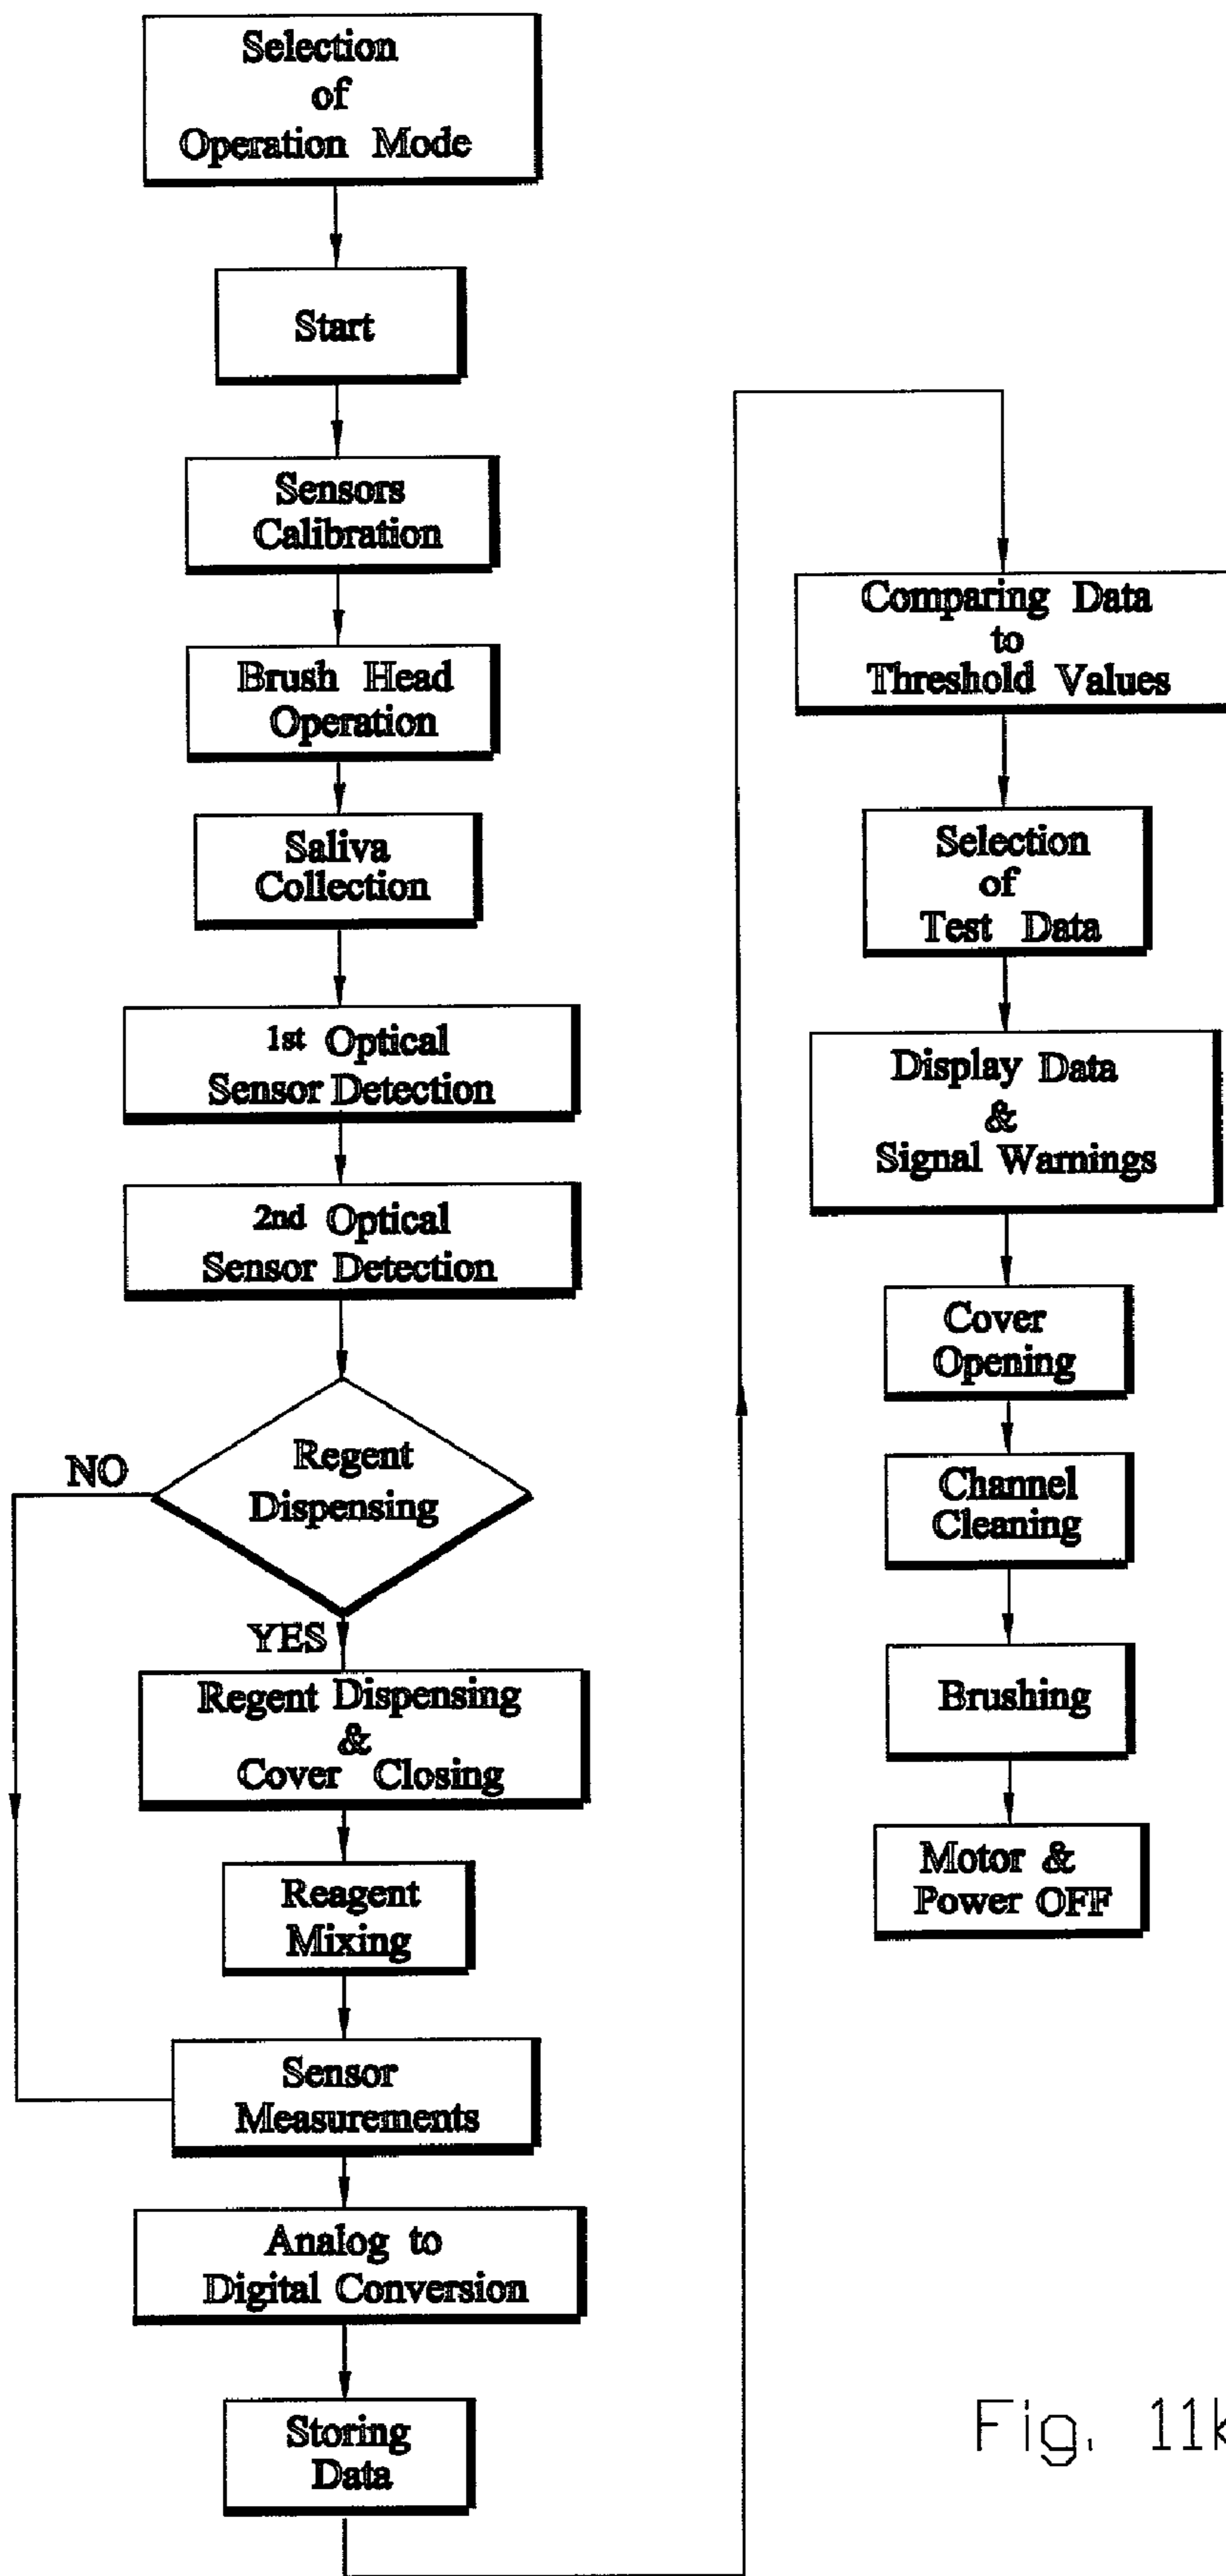 Selection
of
Operation Mode
Start
Sensors
Calibration
Brush Head
Operation
Saliva
Collection
1st Optical
Sensor Detection
2nd Optical
Sensor Detection
Regent
Dispensing
NO
YES
Regent Dispensing
&
Cover Closing
Reagent
Mixing
Sensor
Measurements
Analog to
Digital Conversion
Storing
Data
Comparing Data
to
Threshold Values
Selection
of
Test Data
Display Data
&
Signal Warnings
Cover
Opening
Channel
Cleaning
Brushing
Motor &
Power OFF
Fig. 11k